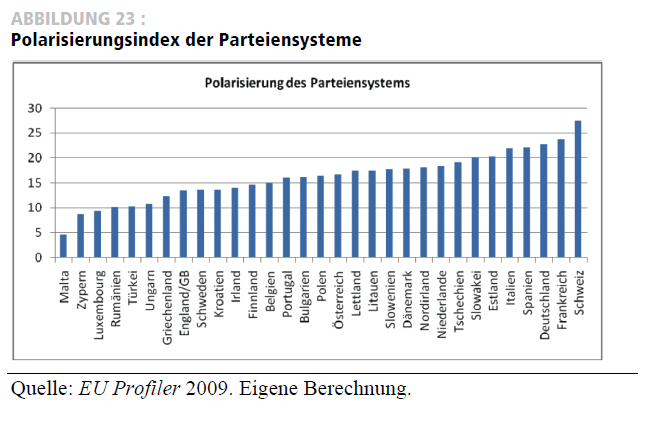 ABBILDUNG 23 :
Polarisierungsindex der Parteiensysteme
Polarisierung des Parteiensystems
30
25
20
15
10
5
0
Malta
Zypern
Luxembourg
Rumänien
Türkei
Ungarn
Griechenland
England/GB
Schweden
Kroatien
Irland
Finnland
Belgien
Portugal
Bulgarien
Polen
Österreich
Lettland
Litauen
Slowenien
Dänemark
Nordirland
Niederlande
Tschechien
Slowakei
Estland
Italien
Spanien
Deutschland
Frankreich
Schweiz
Quelle: EU Profiler 2009. Eigene Berechnung.